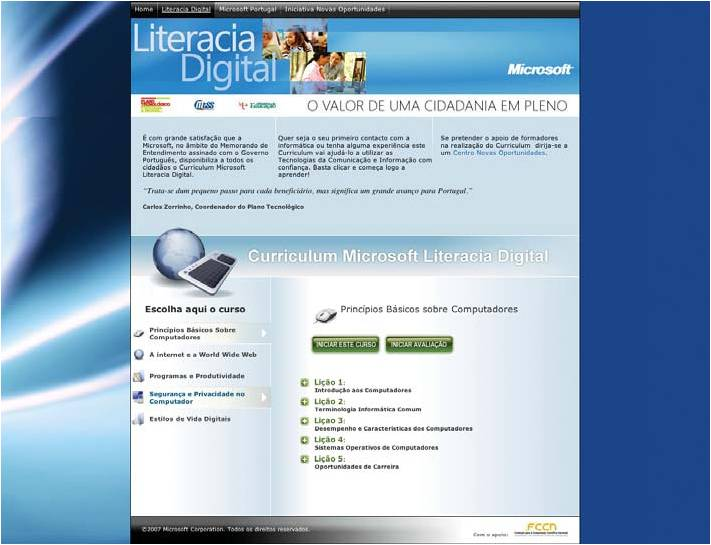 Home
Literacia Digital
Microsoft Portugal
Iniciativa Novas Oportunidades
Literacia
Digital
Microsoft
O VALOR DE UMA CIDADANIA EM PLENO
É com grande satisfação que a
Microsoft, no âmbito do Memorando de
Entendimento assinado com o Governo
Português, disponibiliza a todos os
cidadãos o Curriculum Microsoft
Literacia Digital.
Quer seja o seu primeiro contacto com a
informática ou tenha alguma experiência este
Curriculum vai ajudá-lo a utilizar as
Tecnologias da Comunicação e Informação com
confiança. Basta clicar e começa logo a
aprender!
Se pretender o apoio de formadores
na realização do Curriculum dirija-se a
um Centro Novas Oportunidades.
“Trata-se dum pequeno passo para cada beneficiário, mas significa um grande avanço para Portugal.”
Carlos Zorrinho, Coordenador do Plano Tecnológico
Curriculum Microsoft Literacia Digital
Escolha aqui o curso
Princípios Básicos Sobre
Computadores
A internet e a World Wide Web
Programas e Produtividade
Segurança e Privacidade no
Computador
Estilos de Vida Digitais
Princípios Básicos sobre Computadores
INICIAR ESTE CURSO
INICIAR AVALIAÇÃO
Lição 1:
Introdução aos Computadores
Lição 2:
Terminologia Informática Comum
Liçao 3:
Desempenho e Características dos Computadores
Lição 4:
Sistemas Operativos de Computadores
Lição 5:
Oportunidades de Carreira
©2007 Microsoft Corporation. Todos os direitos reservados.
Com o apoio:
FCCN